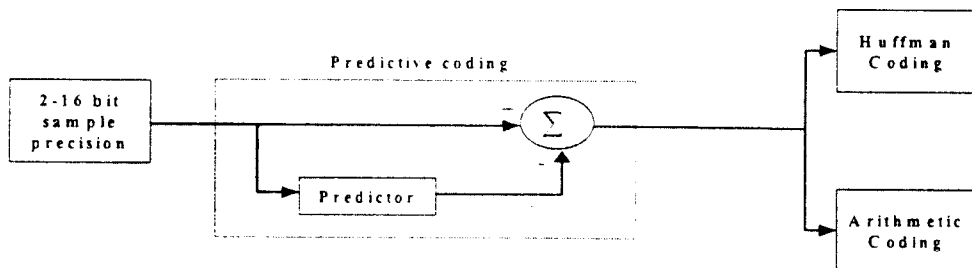 Predictive coding
2-16 bit
sample
precision
Σ
Predictor
Huffman
Coding
Arithmetic
Coding